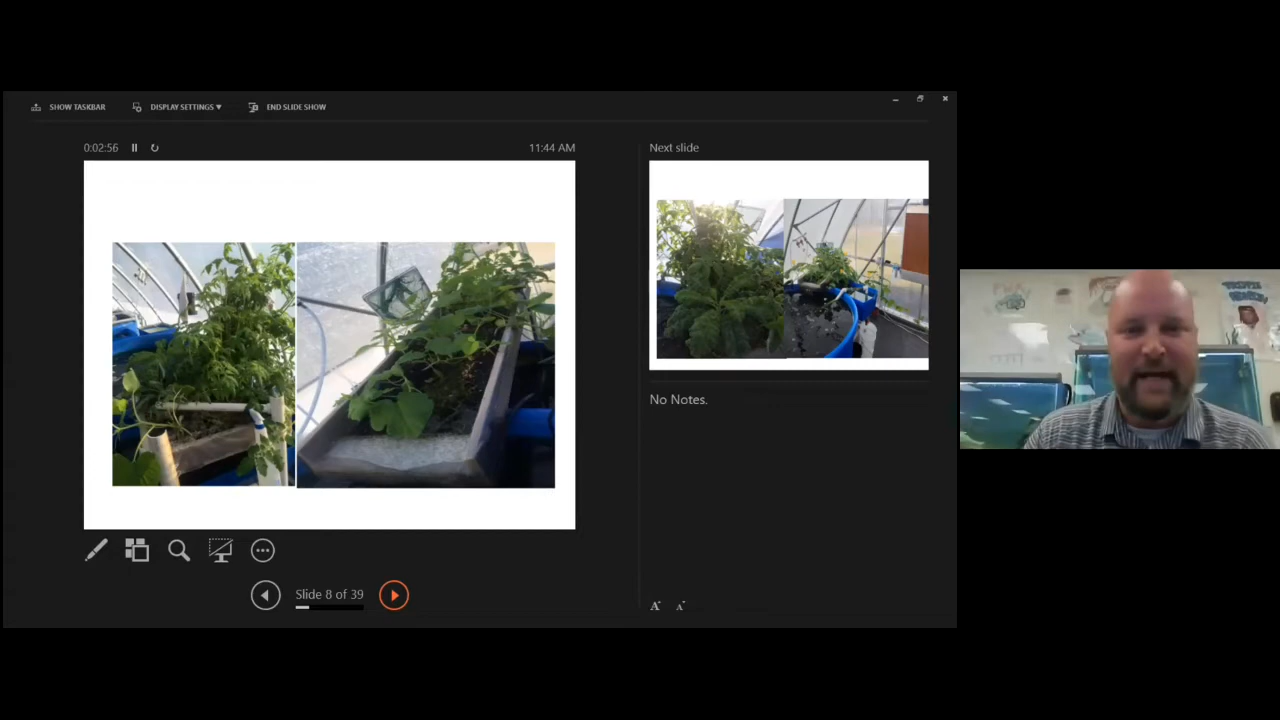 SHOW TASKBAR
DISPLAY SETTINGS ▼
END SLIDE SHOW
0:02:56
11:44 AM
Next slide
No Notes.
Slide 8 of 39
A A